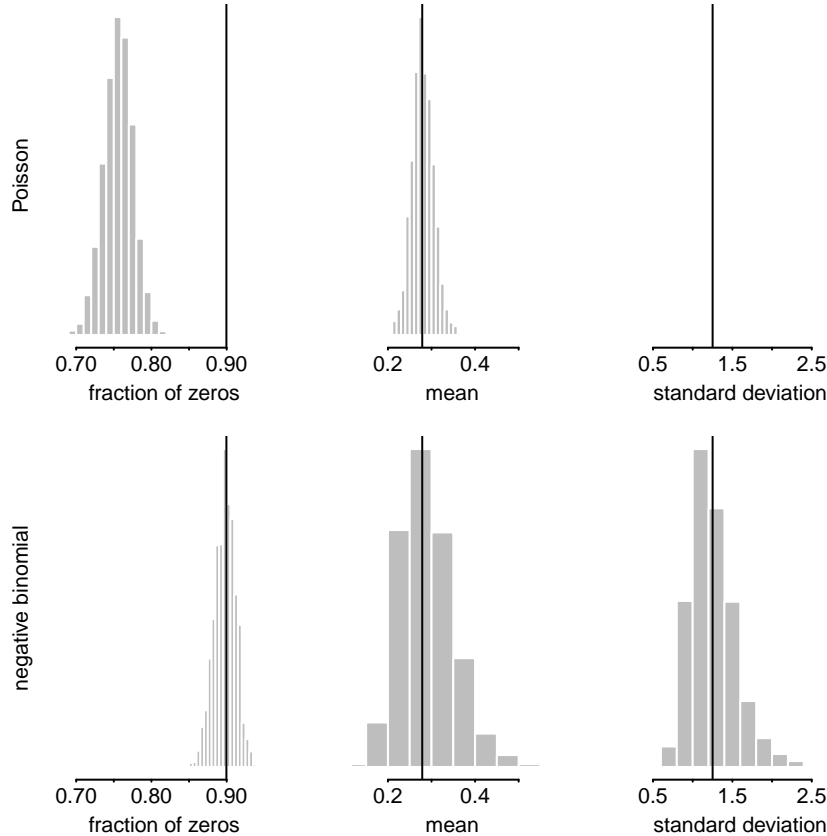 Poisson
0.70 0.80 0.90
fraction of zeros
0.2 0.4
mean
0.5 1.5 2.5
standard deviation
negative binomial
0.70 0.80 0.90
fraction of zeros
0.2 0.4
mean
0.5 1.5 2.5
standard deviation